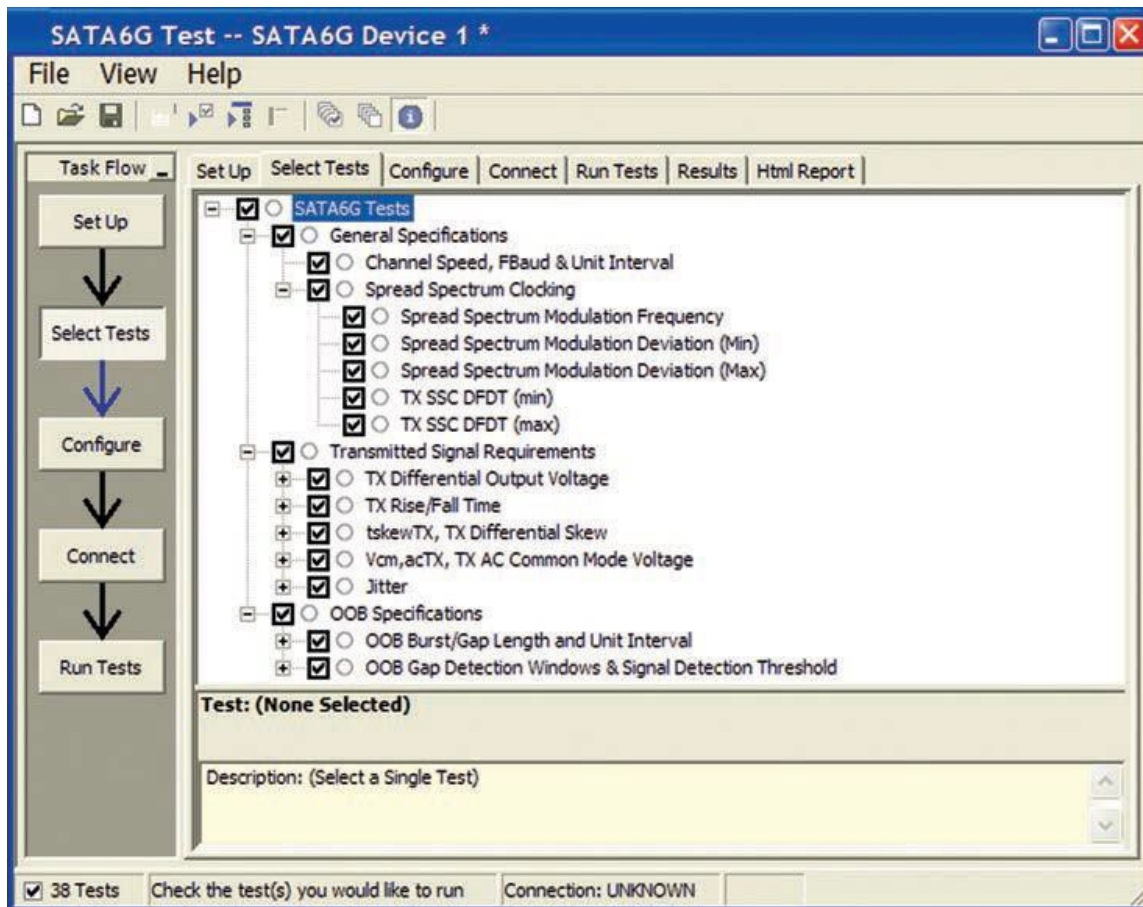 SATA6G Test -- SATA6G Device 1 *
File View Help
Task Flow
Set Up
Select Tests
Configure
Connect
Run Tests
Set Up Select Tests Configure Connect Run Tests Results Html Report
SATA6G Tests
General Specifications
Channel Speed, FBaud & Unit Interval
Spread Spectrum Clocking
Spread Spectrum Modulation Frequency
Spread Spectrum Modulation Deviation (Min)
Spread Spectrum Modulation Deviation (Max)
TX SSC DFDT (min)
TX SSC DFDT (max)
Transmitted Signal Requirements
TX Differential Output Voltage
TX Rise/Fall Time
tskewTX, TX Differential Skew
Vcm,acTX, TX AC Common Mode Voltage
Jitter
OOB Specifications
OOB Burst/Gap Length and Unit Interval
OOB Gap Detection Windows & Signal Detection Threshold
Test: (None Selected)
Description: (Select a Single Test)
38 Tests Check the test(s) you would like to run Connection: UNKNOWN